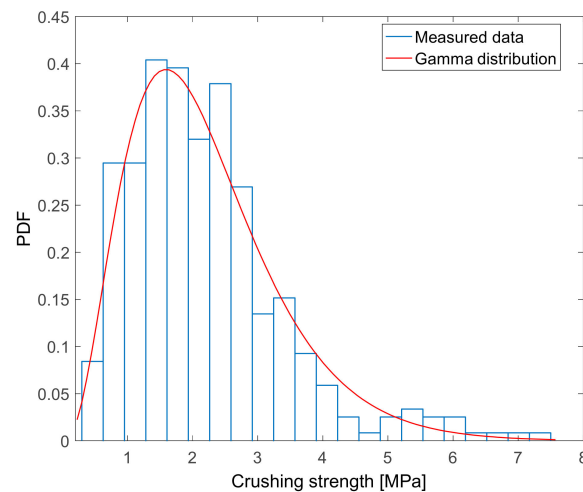 0.45
0.4
0.35
0.3
0.25
0.2
0.15
0.1
0.05
0
PDF
Measured data
Gamma distribution
1 2 3 4 5 6 7 8
Crushing strength [MPa]